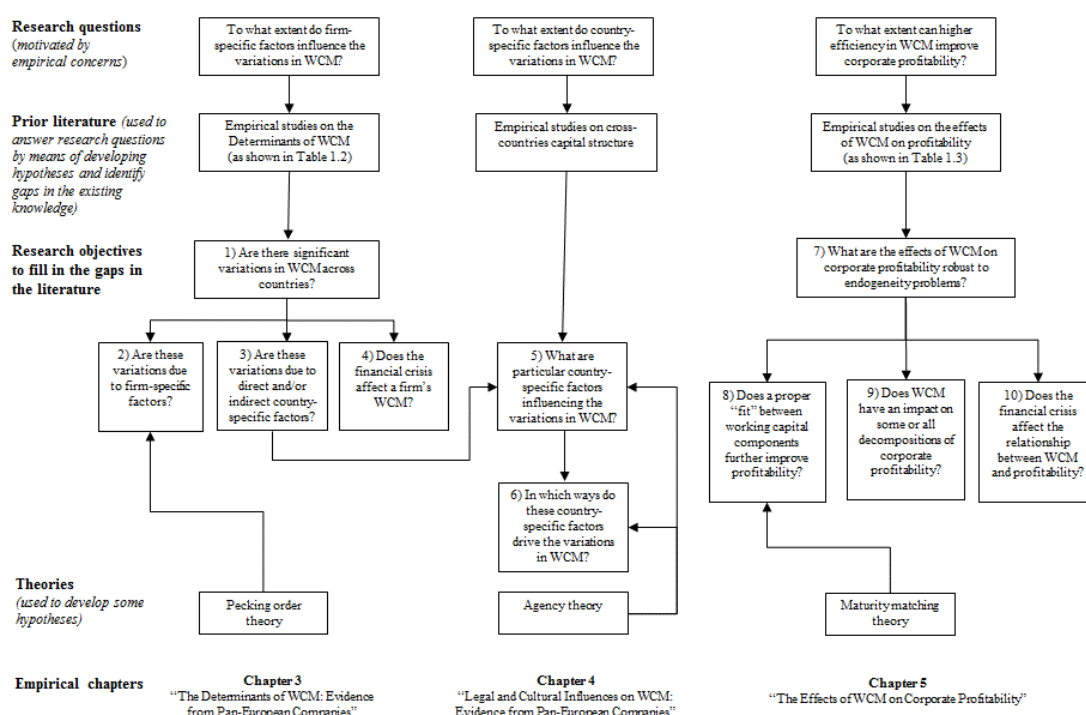 Research questions
(motivated by
empirical concerns)
To what extent do firm-
specific factors influence the
variations in WCM?
To what extent do country-
specific factors influence the
variations in WCM?
To what extent can higher
efficiency in WCM improve
corporate profitability?
Prior literature (used to
answer research questions
by means of developing
hypotheses and identify
gaps in the existing
knowledge)
Empirical studies on the
Determinants of WCM
(as shown in Table 1.2)
Empirical studies on cross-
countries capital structure
Empirical studies on the effects
of WCM on profitability
(as shown in Table 1.3)
Research objectives
to fill in the gaps in
the literature
1) Are there significant
variations in WCM across
countries?
7) What are the effects of WCM on
corporate profitability robust to
endogeneity problems?
2) Are these
variations due
to firm-specific
factors?
3) Are these
variations due to
direct and/or
indirect country-
specific factors?
4) Does the
financial crisis
affect a firm's
WCM?
5) What are
particular country-
specific factors
influencing the
variations in WCM?
8) Does a proper
"fit" between
working capital
components
further improve
profitability?
9) Does WCM
have an impact on
some or all
decompositions of
corporate
profitability?
10) Does the
financial crisis
affect the
relationship
between WCM
and profitability?
6) In which ways do
these country-
specific factors
drive the variations
in WCM?
Theories
(used to develop some
hypotheses)
Pecking order
theory
Agency theory
Maturity matching
theory
Empirical chapters
Chapter 3
"The Determinants of WCM: Evidence
from Pan-European Companies"
Chapter 4
"Legal and Cultural Influences on WCM:
Evidence from Pan-European Companies"
Chapter 5
"The Effects of WCM on Corporate Profitability"